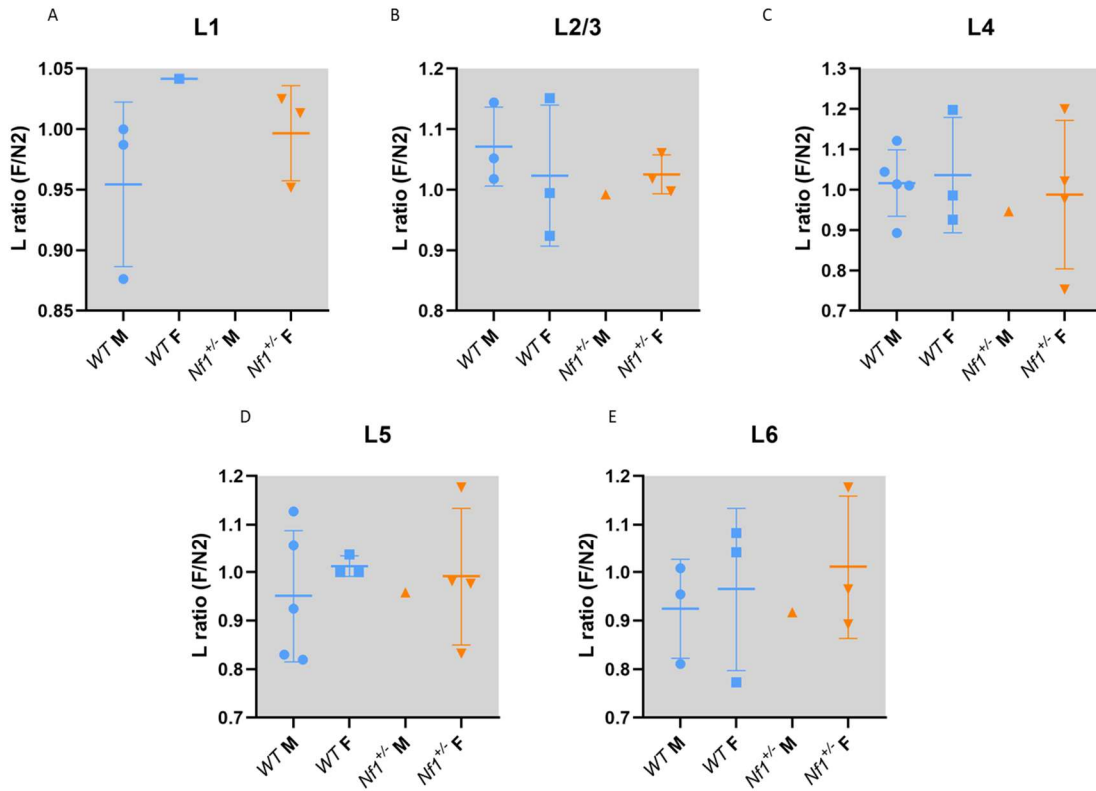 A
L1
L ratio (F/N2)
1.05
1.00
0.95
0.90
0.85
WT M
WT F
Nf1+/- M
Nf1+/- F
B
L2/3
L ratio (F/N2)
1.2
1.1
1.0
0.9
0.8
WT M
WT F
Nf1+/- M
Nf1+/- F
C
L4
L ratio (F/N2)
1.3
1.2
1.1
1.0
0.9
0.8
0.7
WT M
WT F
Nf1+/- M
Nf1+/- F
D
L5
L ratio (F/N2)
1.2
1.1
1.0
0.9
0.8
0.7
WT M
WT F
Nf1+/- M
Nf1+/- F
E
L6
L ratio (F/N2)
1.2
1.1
1.0
0.9
0.8
0.7
WT M
WT F
Nf1+/- M
Nf1+/- F